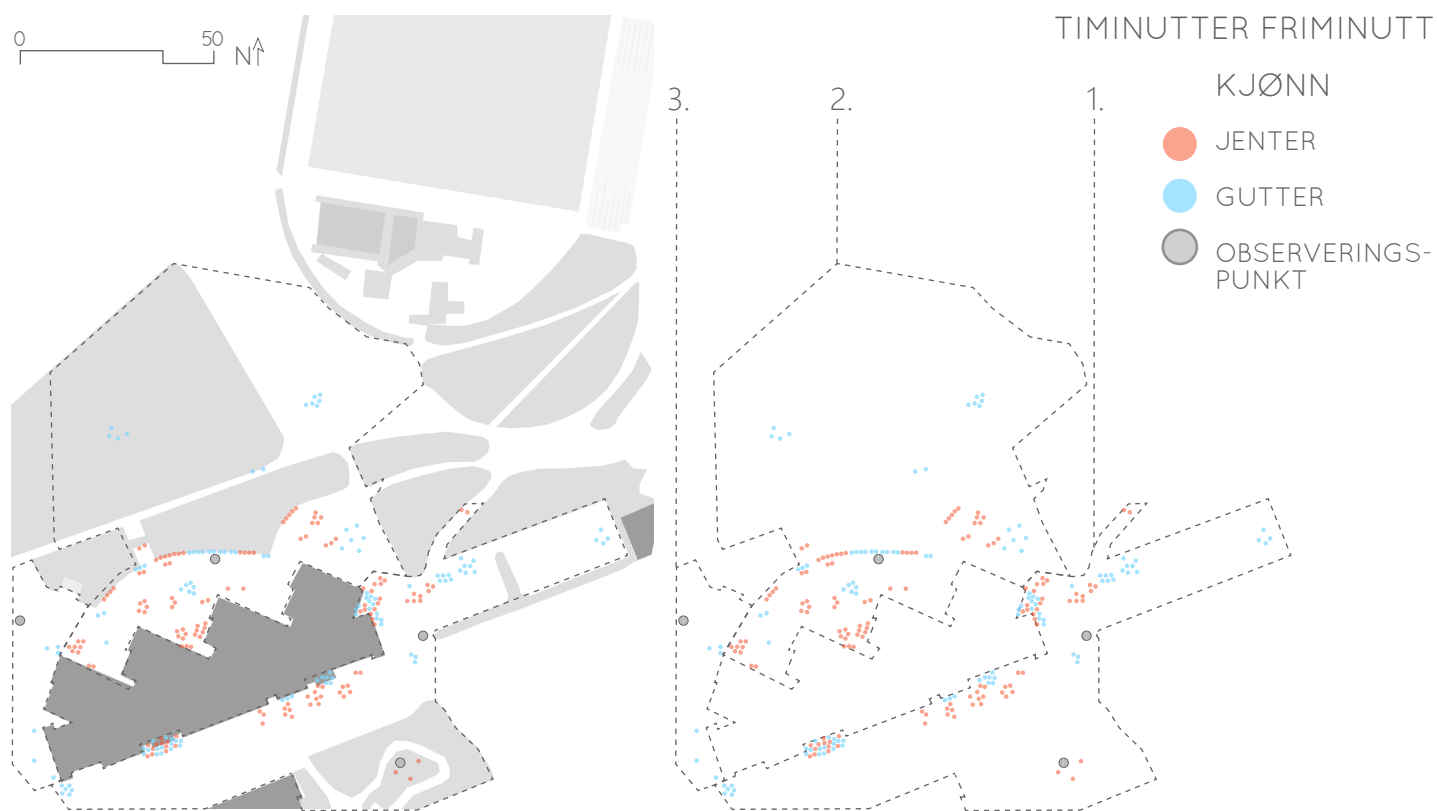 0 50 N
TIMINUTTER FRIMINUTT
KJØNN
3. 2. 1.
JENTER
GUTTER
OBSERVERINGS-
PUNKT